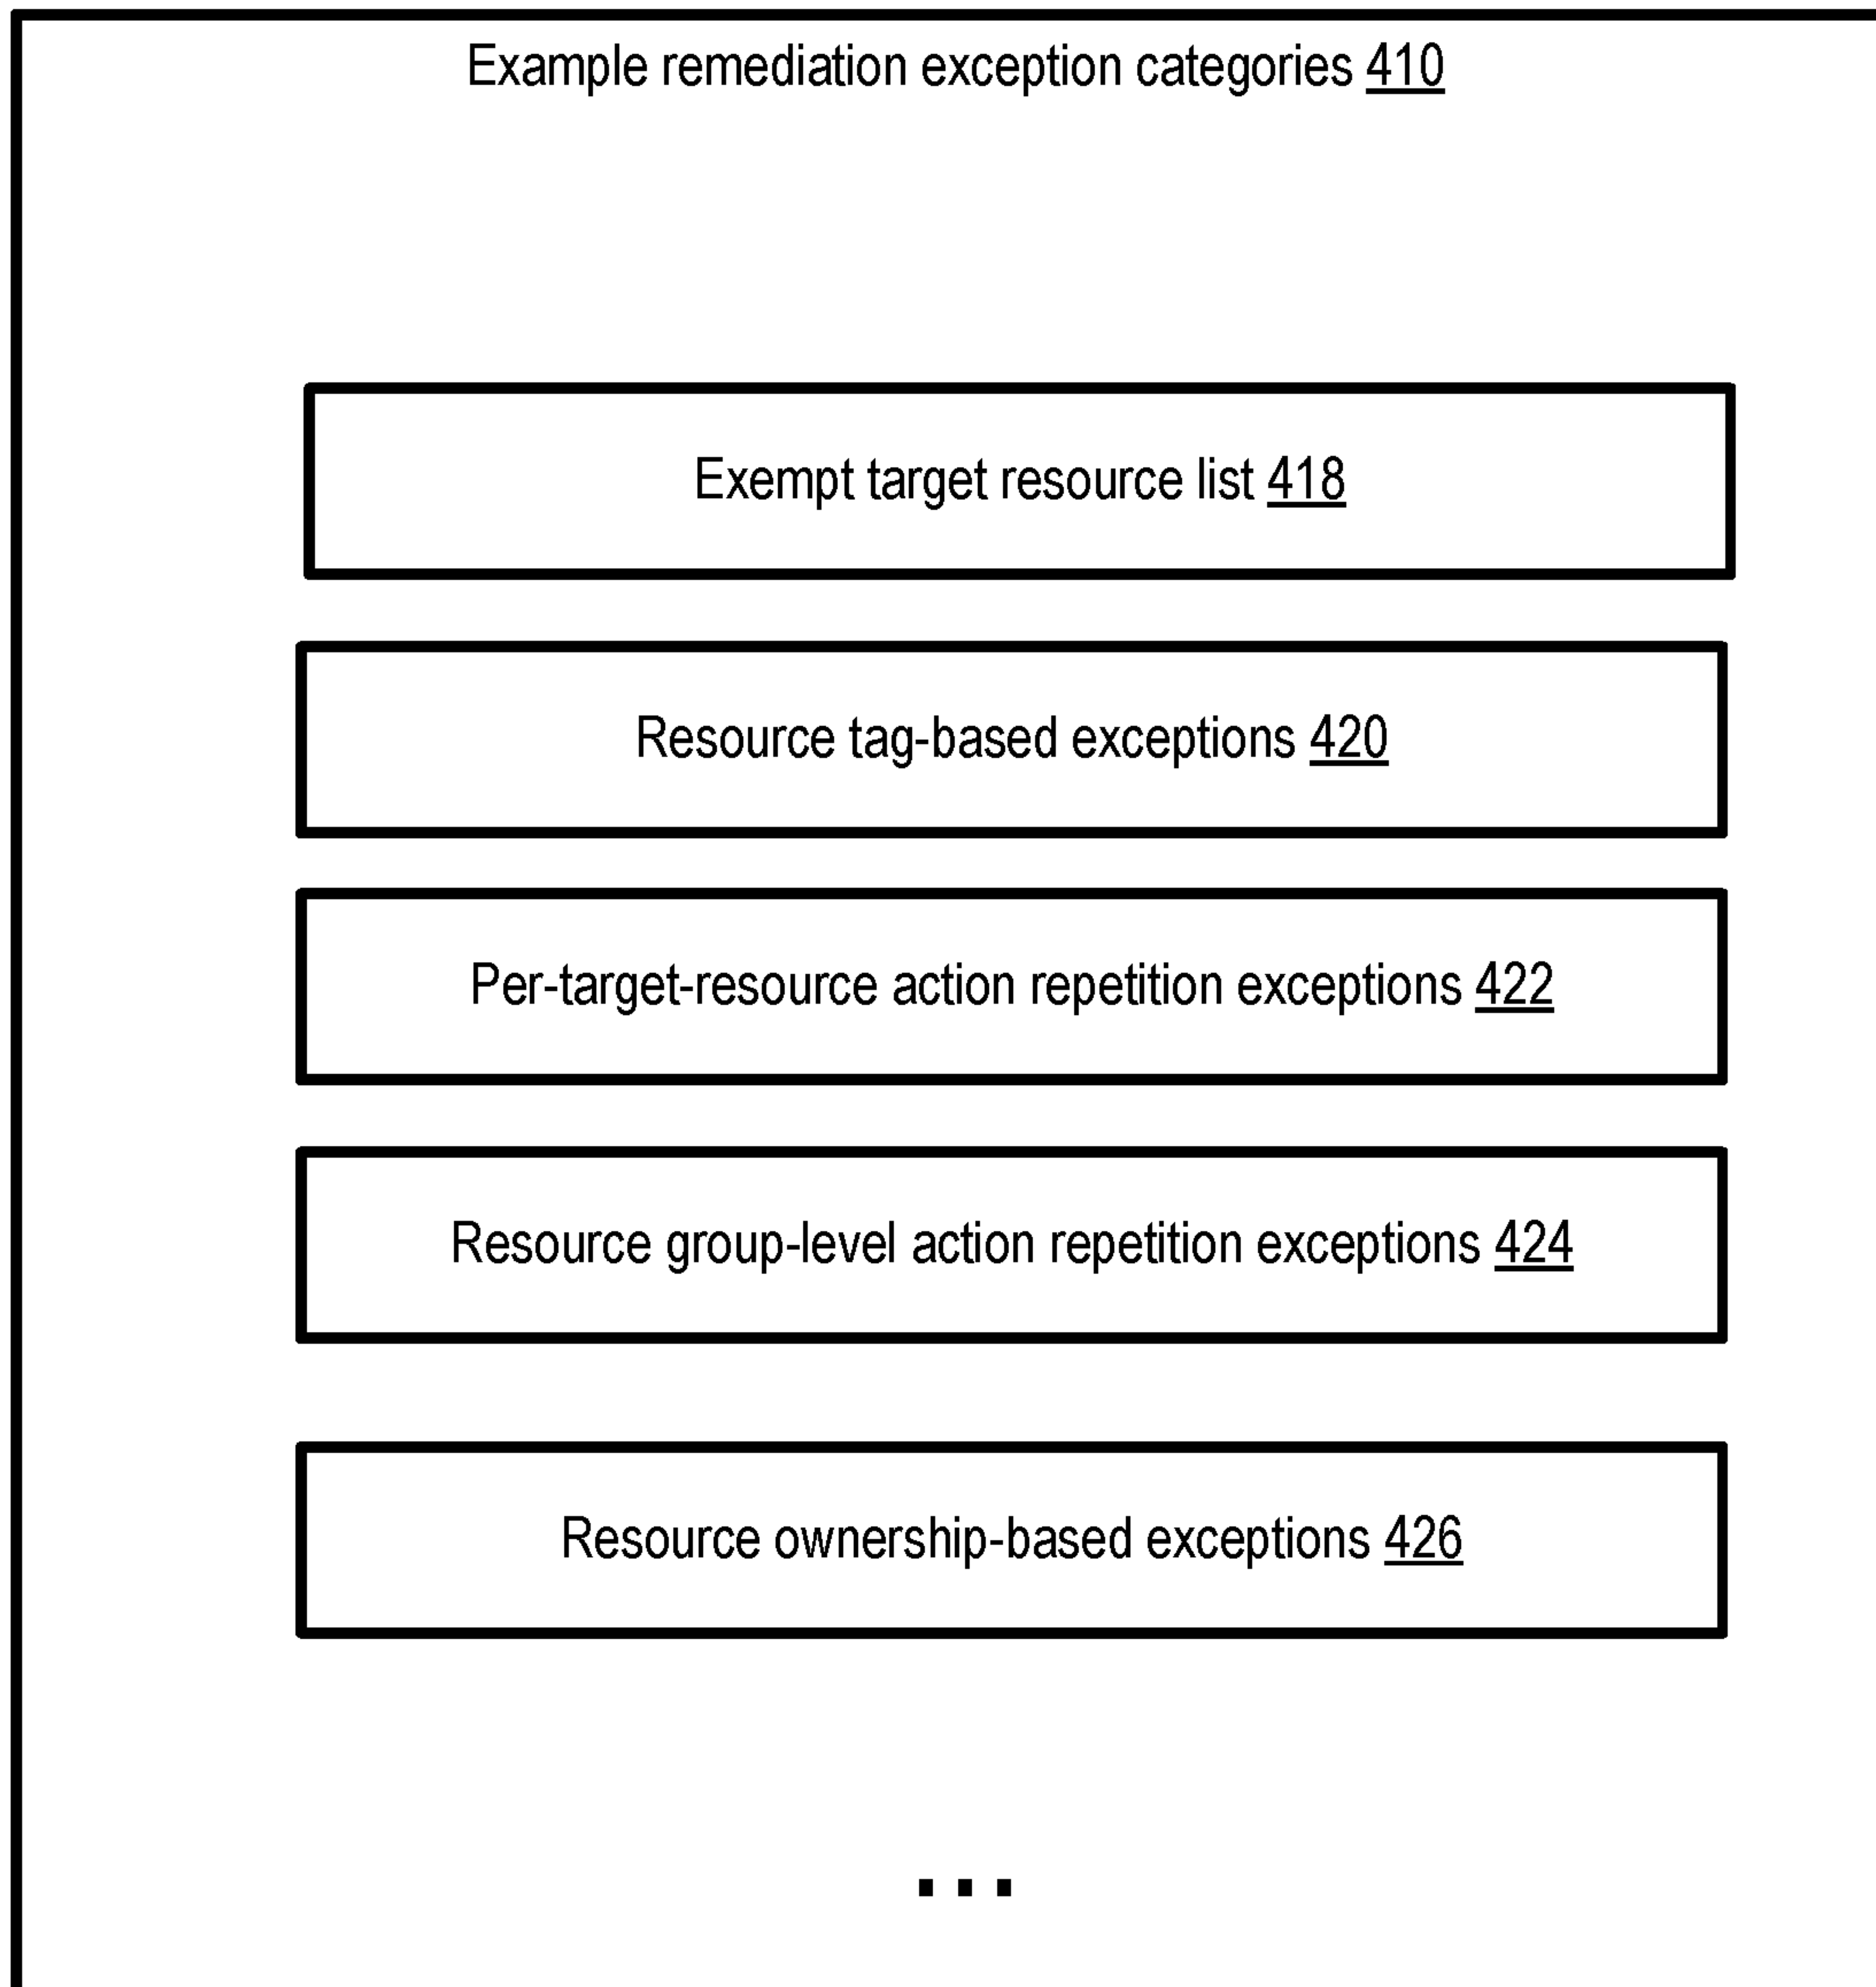 Example remediation exception categories 410
Exempt target resource list 418
Resource tag-based exceptions 420
Per-target-resource action repetition exceptions 422
Resource group-level action repetition exceptions 424
Resource ownership-based exceptions 426
...